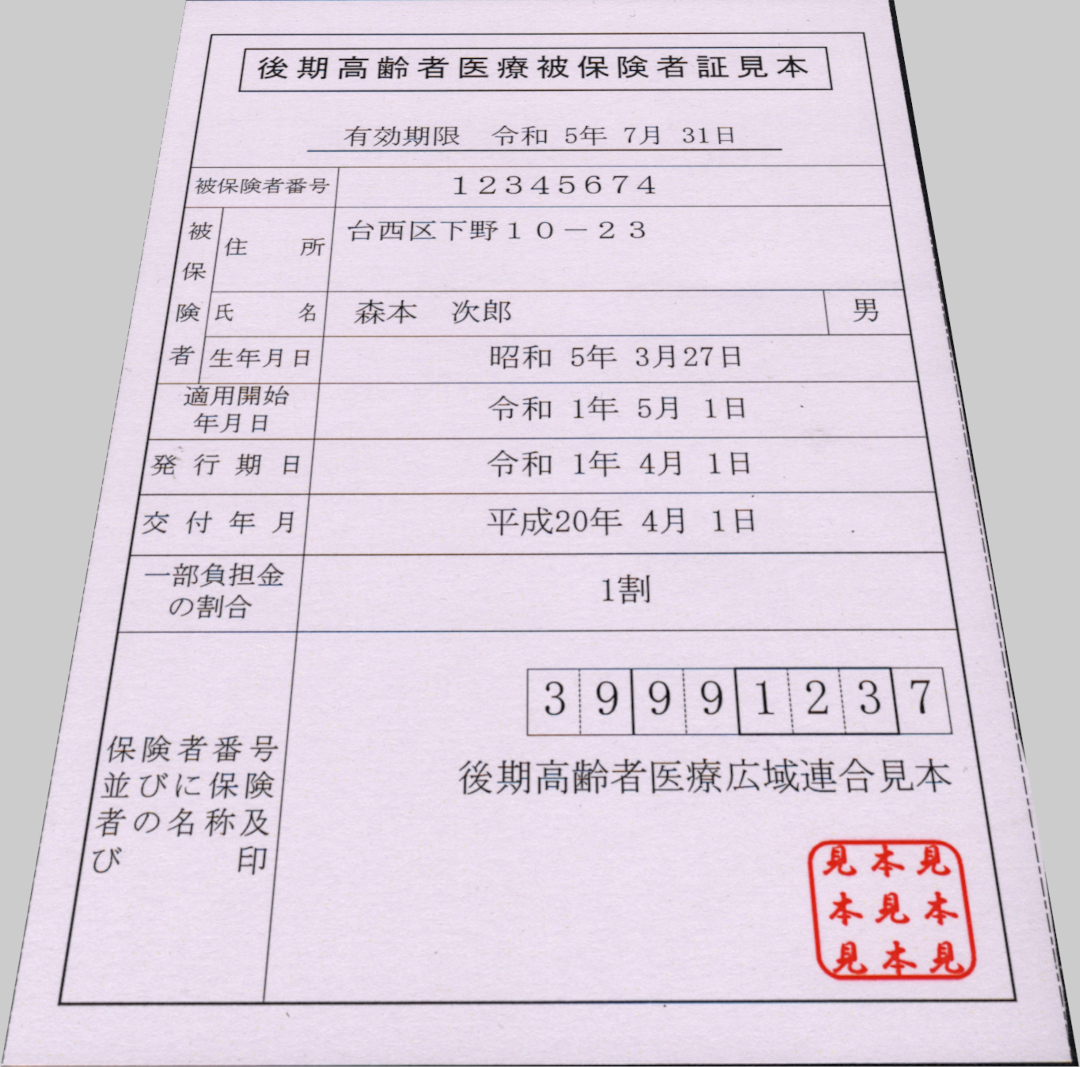 後期高齢者医療被保険者証見本
有効期限 令和 5年 7月 31日
被保険者番号 12345674
被保険者
住所 台西区下野10−23
氏名 森本 次郎 男
生年月日 昭和 5年 3月27日
適用開始
年月日 令和 1年 5月 1日
発行期日 令和 1年 4月 1日
交付年月 平成20年 4月 1日
一部負担金
の割合 1割
保険者番号
並びに保険
者の名称及
び印
39991237
後期高齢者医療広域連合見本
見本見
本見本
見本見